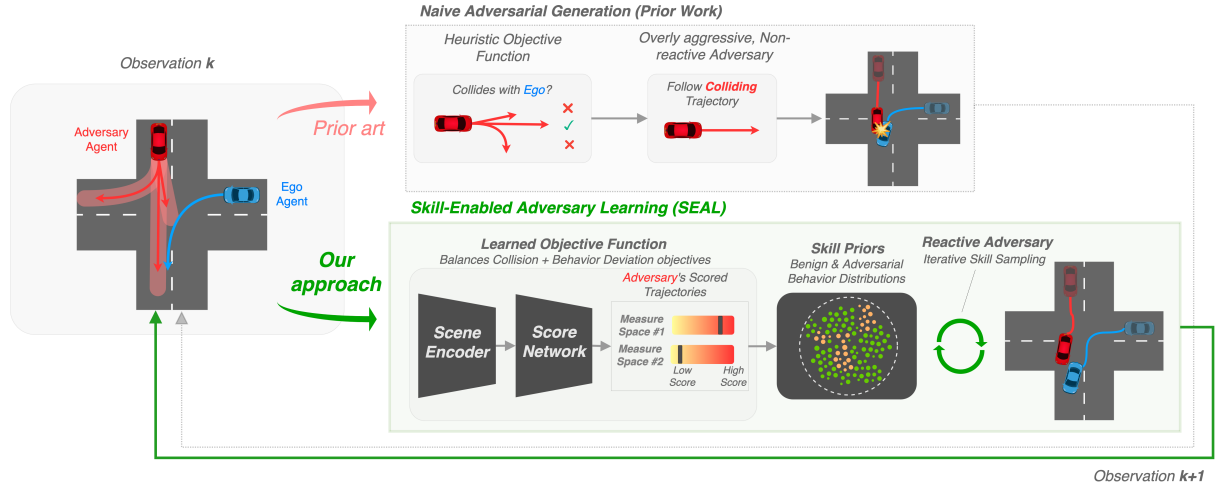 Naive Adversarial Generation (Prior Work)
Observation k
Adversary
Agent
Ego
Agent
Prior art
Our
approach
Heuristic Objective
Function
Collides with Ego?
Overly aggressive, Non-
reactive Adversary
Follow Colliding
Trajectory
Skill-Enabled Adversary Learning (SEAL)
Learned Objective Function
Balances Collision + Behavior Deviation objectives
Scene
Encoder
Score
Network
Adversary's Scored
Trajectories
Measure
Space #1
Measure
Space #2
Low
Score
High
Score
Skill Priors
Benign & Adversarial
Behavior Distributions
Reactive Adversary
Iterative Skill Sampling
Observation k+1